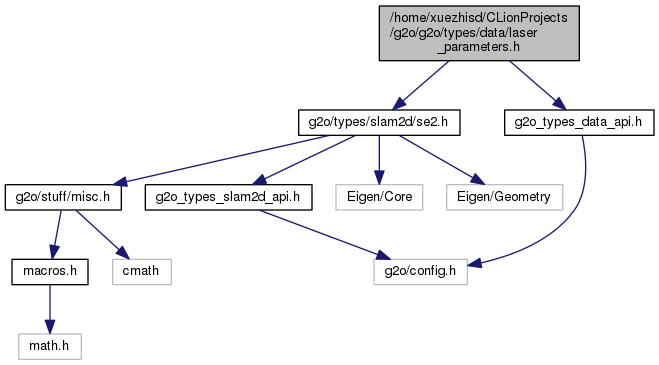 /home/xuezhisd/CLionProjects
/g2o/g2o/types/data/laser
_parameters.h
g2o/types/slam2d/se2.h
g2o_types_data_api.h
g2o/stuff/misc.h
g2o_types_slam2d_api.h
Eigen/Core
Eigen/Geometry
macros.h
cmath
g2o/config.h
math.h